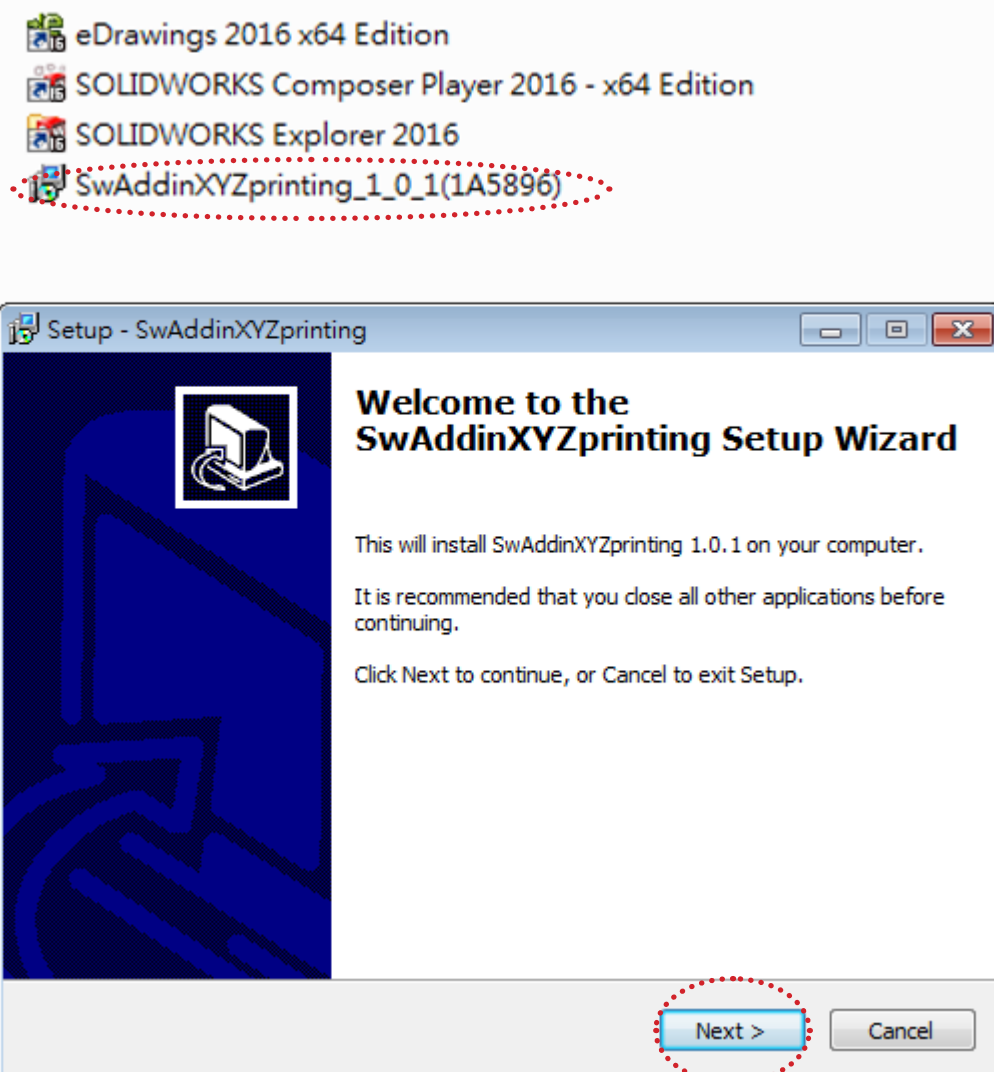 eDrawings 2016 x64 Edition
SOLIDWORKS Composer Player 2016 - x64 Edition
SOLIDWORKS Explorer 2016
SwAddinXYZprinting_1_0_1(1A5896)
Setup - SwAddinXYZprinting
Welcome to the
SwAddinXYZprinting Setup Wizard
This will install SwAddinXYZprinting 1.0.1 on your computer.
It is recommended that you close all other applications before
continuing.
Click Next to continue, or Cancel to exit Setup.
Next >
Cancel